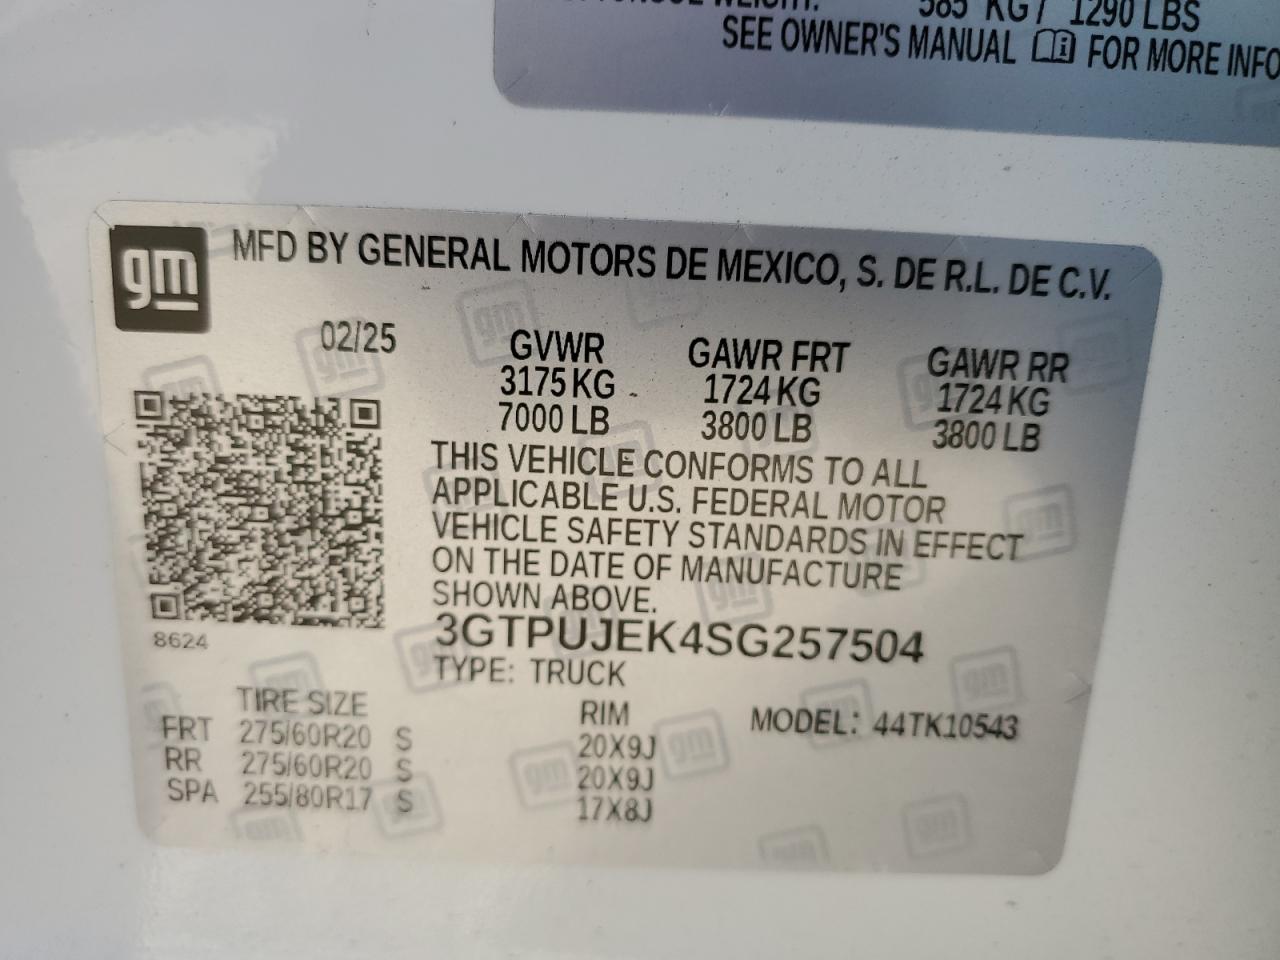 585 KG / 1290 LBS
SEE OWNER'S MANUAL FOR MORE INFO
gm
MFD BY GENERAL MOTORS DE MEXICO, S. DE R.L. DE C.V.
02/25 GVWR GAWR FRT GAWR RR
3175 KG 1724 KG 1724 KG
7000 LB 3800 LB 3800 LB
THIS VEHICLE CONFORMS TO ALL
APPLICABLE U.S. FEDERAL MOTOR
VEHICLE SAFETY STANDARDS IN EFFECT
ON THE DATE OF MANUFACTURE
SHOWN ABOVE.
8624
3GTPUJEK4SG257504
TYPE: TRUCK
TIRE SIZE RIM MODEL: 44TK10543
FRT 275/60R20 S 20X9J
RR 275/60R20 S 20X9J
SPA 255/80R17 S 17X8J